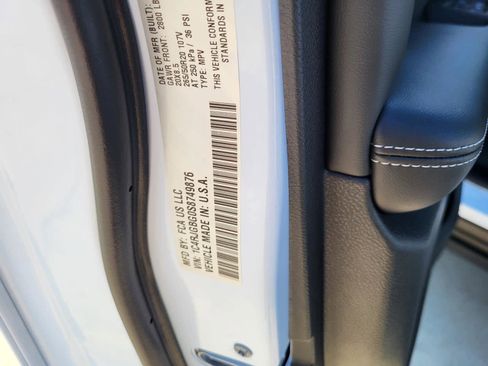 MFD BY: FCA US LLC
DATE OF MFR (BUILT):
GAWR FRONT: 2800 LB
20X8.5
265/50R20 107V
AT 250 kPa / 36 PSI
TYPE: MPV
THIS VEHICLE CONFORM
STANDARDS IN
VIN: 1C4RJGBG0S8749876
VEHICLE MADE IN: U.S.A.